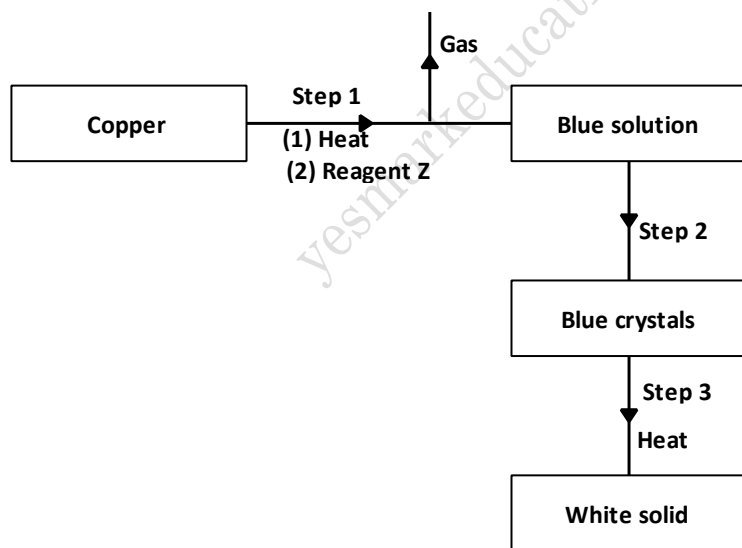 Gas
Step 1
Copper
(1) Heat
(2) Reagent Z
Blue solution
Step 2
Blue crystals
Step 3
Heat
White solid
yesmarkeducati